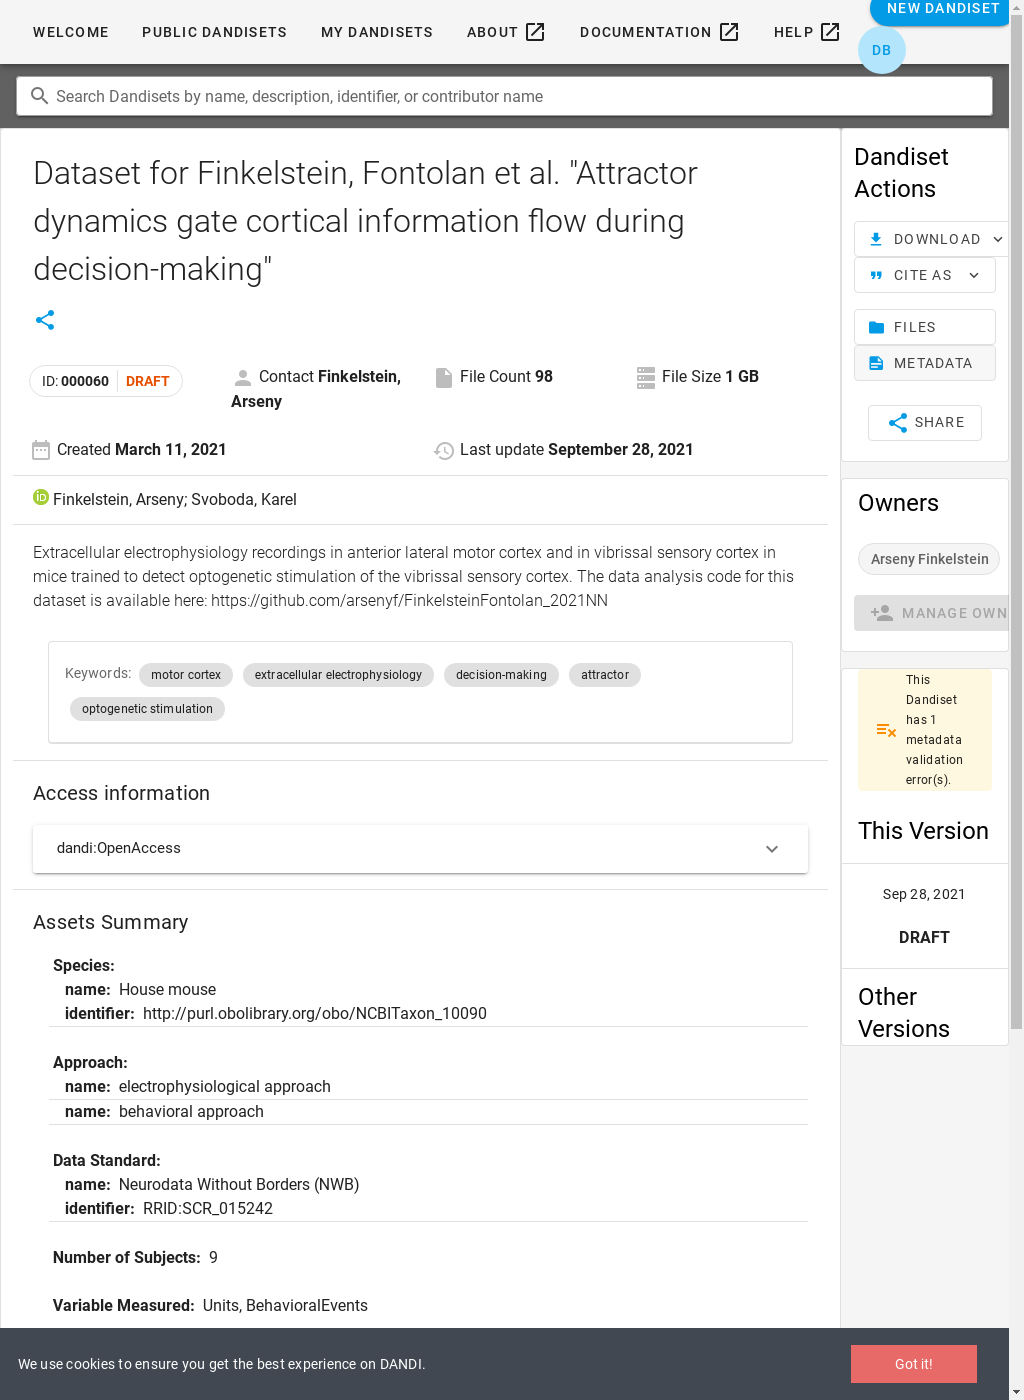 WELCOME PUBLIC DANDISETS MY DANDISETS ABOUT DOCUMENTATION HELP NEW DANDISET
DB
Search Dandisets by name, description, identifier, or contributor name
Dataset for Finkelstein, Fontolan et al. "Attractor
dynamics gate cortical information flow during
decision-making"
ID: 000060 DRAFT
Contact Finkelstein,
Arseny
File Count 98
File Size 1 GB
Created March 11, 2021
Last update September 28, 2021
Finkelstein, Arseny; Svoboda, Karel
Extracellular electrophysiology recordings in anterior lateral motor cortex and in vibrissal sensory cortex in
mice trained to detect optogenetic stimulation of the vibrissal sensory cortex. The data analysis code for this
dataset is available here: https://github.com/arsenyf/FinkelsteinFontolan_2021NN
Keywords: motor cortex extracellular electrophysiology decision-making attractor
optogenetic stimulation
Access information
dandi:OpenAccess
Assets Summary
Species:
name: House mouse
identifier: http://purl.obolibrary.org/obo/NCBITaxon_10090
Approach:
name: electrophysiological approach
name: behavioral approach
Data Standard:
name: Neurodata Without Borders (NWB)
identifier: RRID:SCR_015242
Number of Subjects: 9
Variable Measured: Units, BehavioralEvents
Dandiset
Actions
DOWNLOAD
CITE AS
FILES
METADATA
SHARE
Owners
Arseny Finkelstein
MANAGE OWN
This
Dandiset
has 1
metadata
validation
error(s).
This Version
Sep 28, 2021
DRAFT
Other
Versions
We use cookies to ensure you get the best experience on DANDI.
Got it!